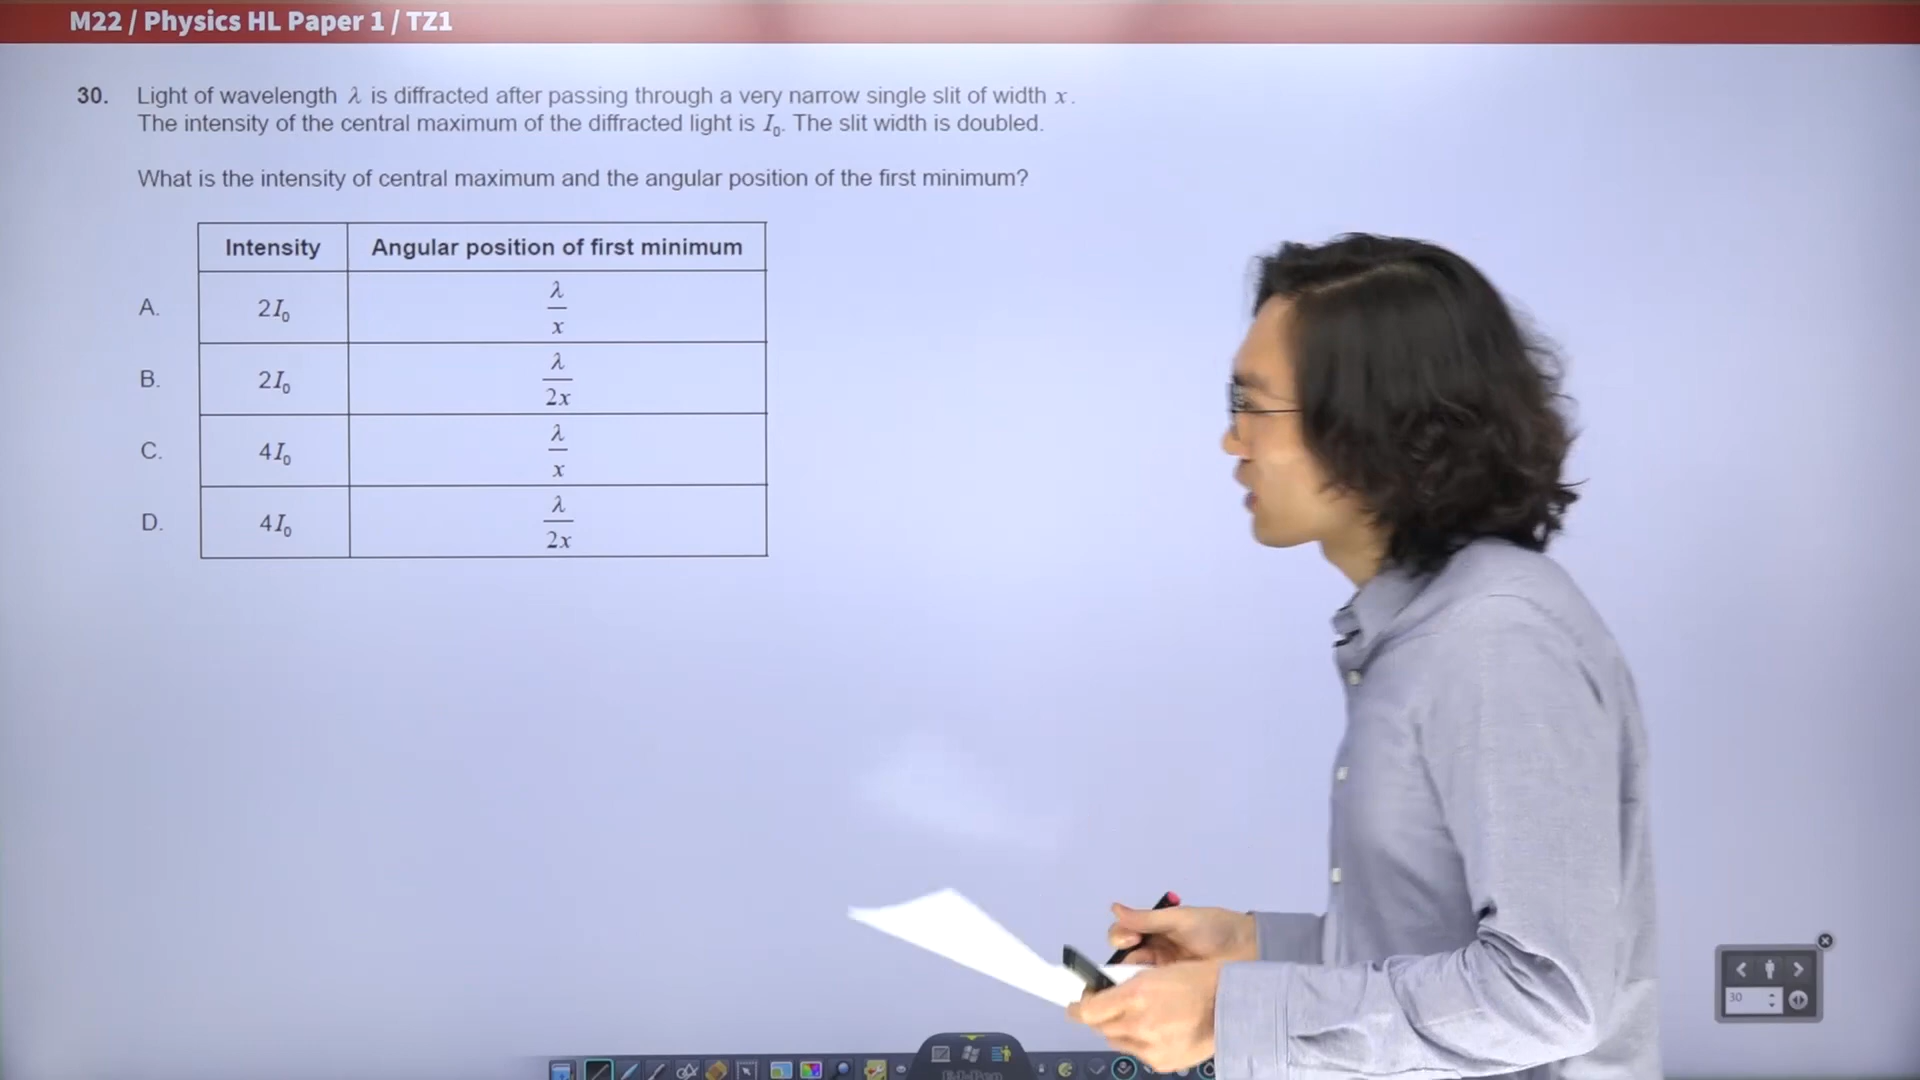 M22 / Physics HL Paper 1 / TZ1
30. Light of wavelength λ is diffracted after passing through a very narrow single slit of width x.
The intensity of the central maximum of the diffracted light is I₀. The slit width is doubled.
What is the intensity of central maximum and the angular position of the first minimum?
Intensity Angular position of first minimum
A. 2I₀ λ/x
B. 2I₀ λ/2x
C. 4I₀ λ/x
D. 4I₀ λ/2x
30